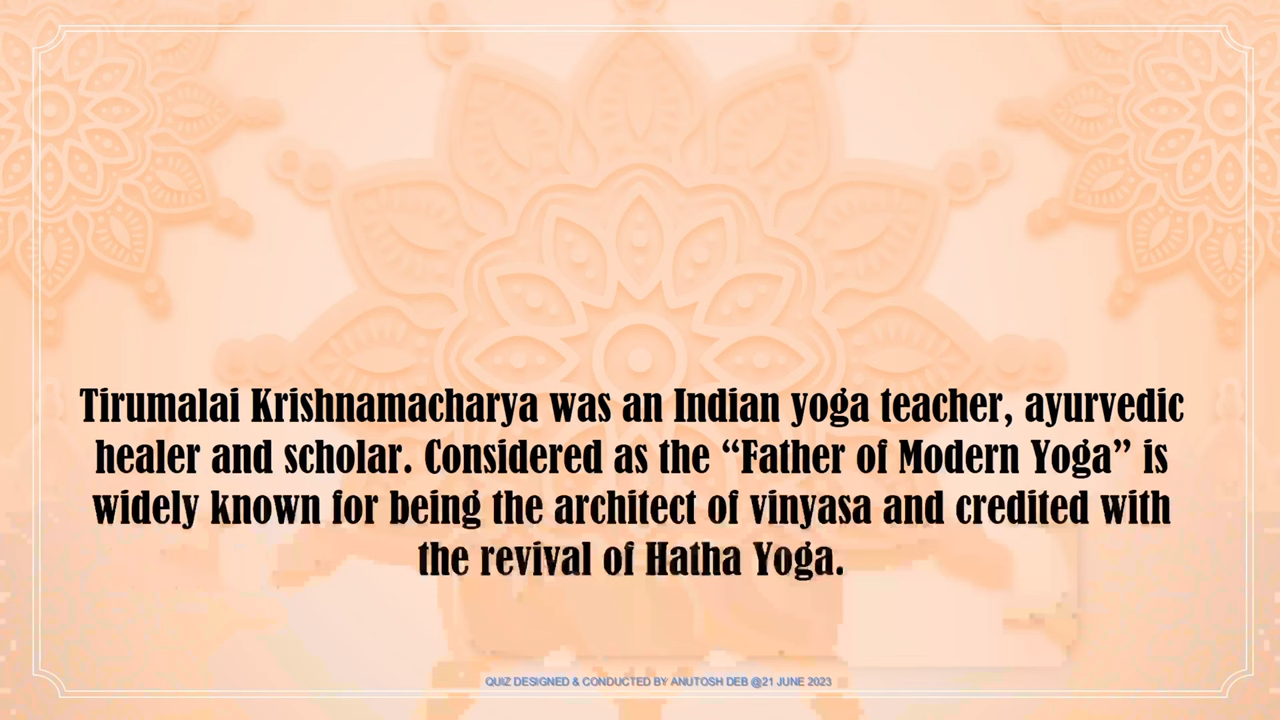 Tirumalai Krishnamacharya was an Indian yoga teacher, ayurvedic
healer and scholar. Considered as the “Father of Modern Yoga” is
widely known for being the architect of vinyasa and credited with
the revival of Hatha Yoga.
QUIZ DESIGNED & CONDUCTED BY ANUTOSH DEB @21 JUNE 2023